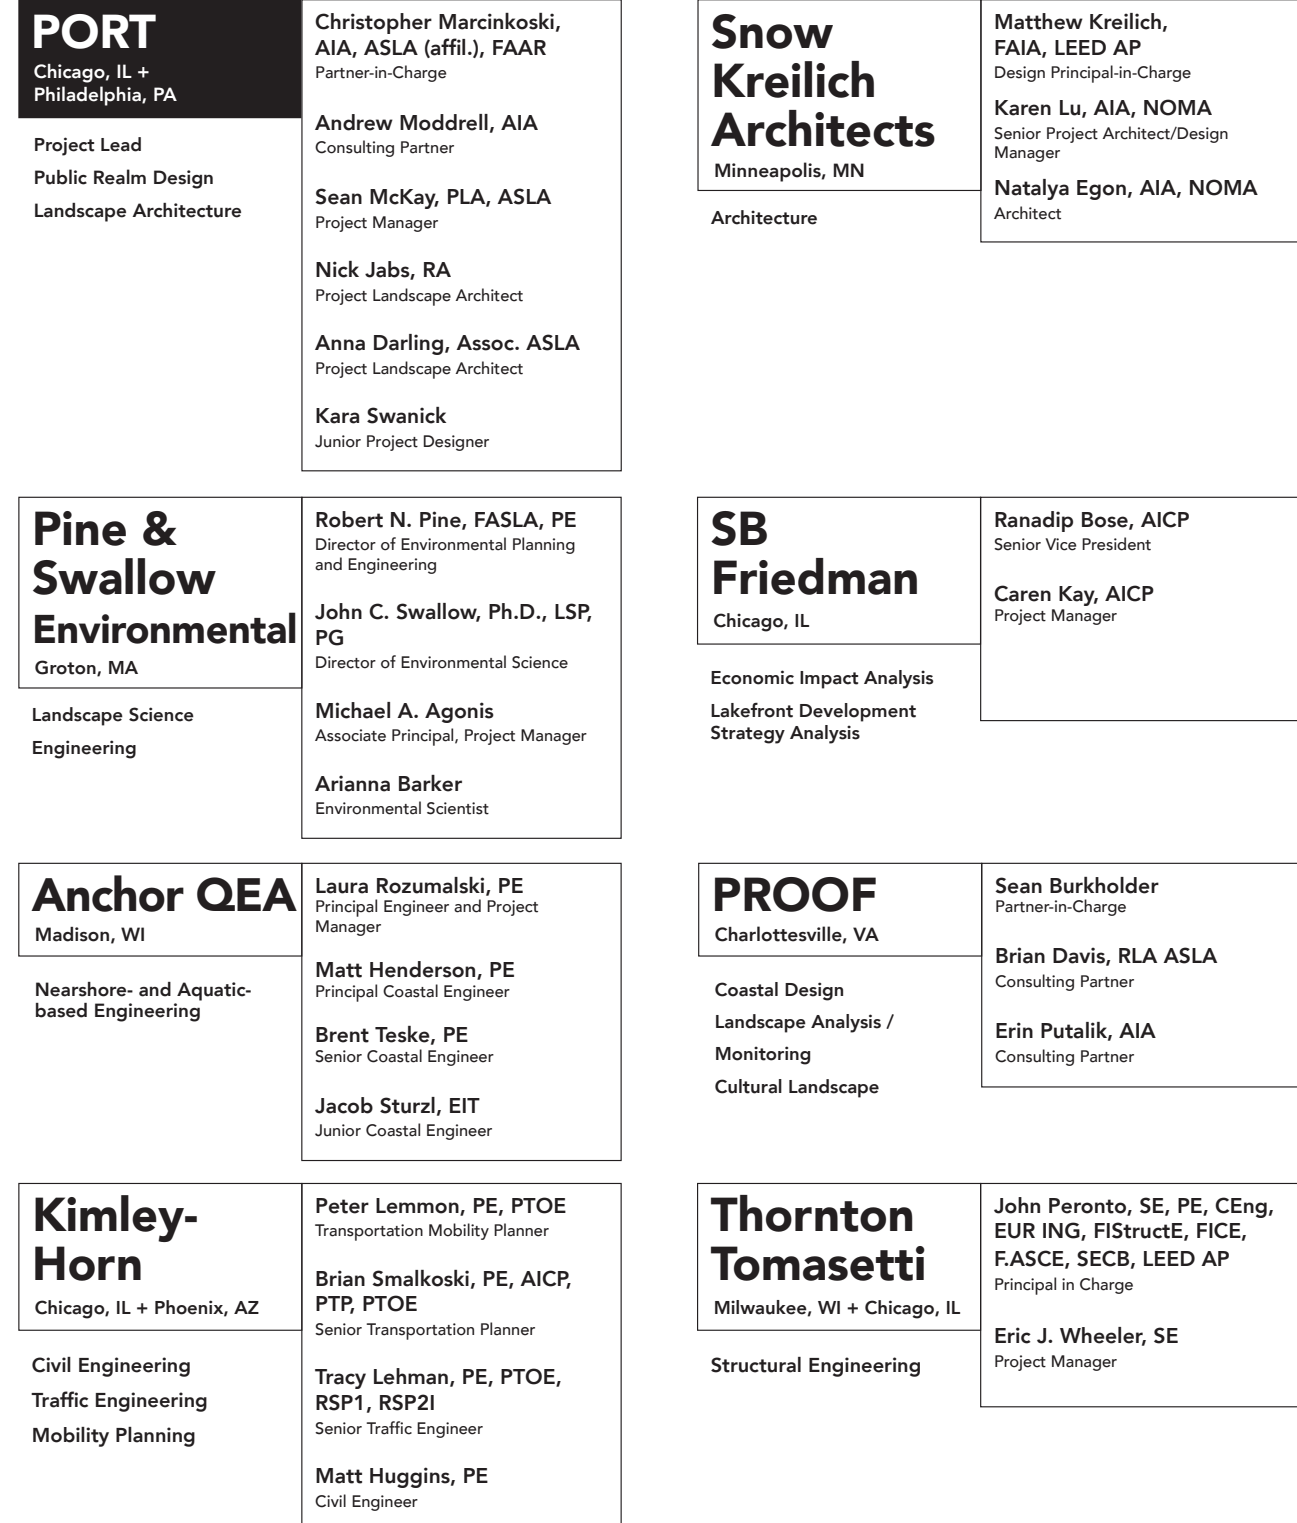 PORT
Chicago, IL +
Philadelphia, PA
Project Lead
Public Realm Design
Landscape Architecture
Christopher Marcinkoski,
AIA, ASLA (affil.), FAAR
Partner-in-Charge
Andrew Moddrell, AIA
Consulting Partner
Sean McKay, PLA, ASLA
Project Manager
Nick Jabs, RA
Project Landscape Architect
Anna Darling, Assoc. ASLA
Project Landscape Architect
Kara Swanick
Junior Project Designer
Snow
Kreilich
Architects
Minneapolis, MN
Architecture
Matthew Kreilich,
FAIA, LEED AP
Design Principal-in-Charge
Karen Lu, AIA, NOMA
Senior Project Architect/Design
Manager
Natalya Egon, AIA, NOMA
Architect
Pine &
Swallow
Environmental
Groton, MA
Landscape Science
Engineering
Robert N. Pine, FASLA, PE
Director of Environmental Planning
and Engineering
John C. Swallow, Ph.D., LSP,
PG
Director of Environmental Science
Michael A. Agonis
Associate Principal, Project Manager
Arianna Barker
Environmental Scientist
SB
Friedman
Chicago, IL
Economic Impact Analysis
Lakefront Development
Strategy Analysis
Ranadip Bose, AICP
Senior Vice President
Caren Kay, AICP
Project Manager
Anchor QEA
Madison, WI
Nearshore- and Aquatic-
based Engineering
Laura Rozumalski, PE
Principal Engineer and Project
Manager
Matt Henderson, PE
Principal Coastal Engineer
Brent Teske, PE
Senior Coastal Engineer
Jacob Sturzl, EIT
Junior Coastal Engineer
PROOF
Charlottesville, VA
Coastal Design
Landscape Analysis /
Monitoring
Cultural Landscape
Sean Burkholder
Partner-in-Charge
Brian Davis, RLA ASLA
Consulting Partner
Erin Putalik, AIA
Consulting Partner
Kimley-
Horn
Chicago, IL + Phoenix, AZ
Civil Engineering
Traffic Engineering
Mobility Planning
Peter Lemmon, PE, PTOE
Transportation Mobility Planner
Brian Smalkoski, PE, AICP,
PTP, PTOE
Senior Transportation Planner
Tracy Lehman, PE, PTOE,
RSP1, RSP2I
Senior Traffic Engineer
Matt Huggins, PE
Civil Engineer
Thornton
Tomasetti
Milwaukee, WI + Chicago, IL
Structural Engineering
John Peronto, SE, PE, CEng,
EUR ING, FIStructE, FICE,
F.ASCE, SECB, LEED AP
Principal in Charge
Eric J. Wheeler, SE
Project Manager